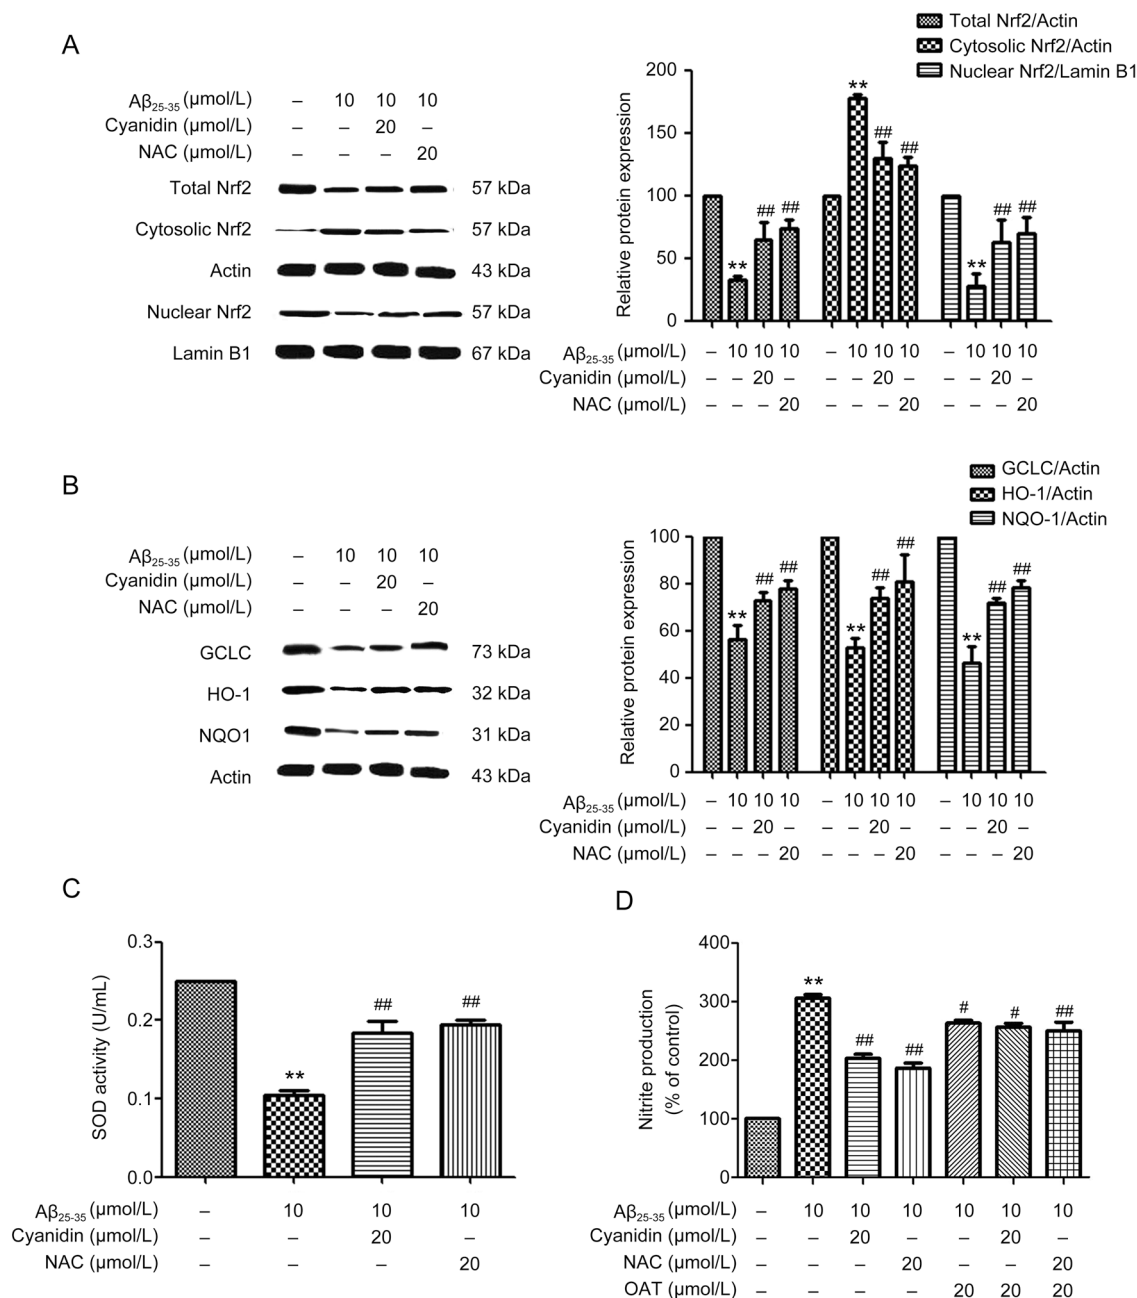 A
Aβ25-35 (µmol/L) – 10 10 10
Cyanidin (µmol/L) – – 20 –
NAC (µmol/L) – – – 20
Total Nrf2 57 kDa
Cytosolic Nrf2 57 kDa
Actin 43 kDa
Nuclear Nrf2 57 kDa
Lamin B1 67 kDa
Total Nrf2/Actin
Cytosolic Nrf2/Actin
Nuclear Nrf2/Lamin B1
Relative protein expression
200
150
100
50
0
** ## ## ** ## ## ** ## ##
Aβ25-35 (µmol/L) – 10 10 10 – 10 10 10 – 10 10 10
Cyanidin (µmol/L) – – 20 – – – 20 – – – 20 –
NAC (µmol/L) – – – 20 – – – 20 – – – 20
B
Aβ25-35 (µmol/L) – 10 10 10
Cyanidin (µmol/L) – – 20 –
NAC (µmol/L) – – – 20
GCLC 73 kDa
HO-1 32 kDa
NQO1 31 kDa
Actin 43 kDa
GCLC/Actin
HO-1/Actin
NQO-1/Actin
Relative protein expression
100
80
60
40
20
0
** ## ## ** ## ## ** ## ##
Aβ25-35 (µmol/L) – 10 10 10 – 10 10 10 – 10 10 10
Cyanidin (µmol/L) – – 20 – – – 20 – – – 20 –
NAC (µmol/L) – – – 20 – – – 20 – – – 20
C
SOD activity (U/mL)
0.3
0.2
0.1
0.0
** ## ##
Aβ25-35 (µmol/L) – 10 10 10
Cyanidin (µmol/L) – – 20 –
NAC (µmol/L) – – – 20
D
Nitrite production
(% of control)
400
300
200
100
0
** ## ## # # ##
Aβ25-35 (µmol/L) – 10 10 10 10 10 10
Cyanidin (µmol/L) – – 20 – – 20 –
NAC (µmol/L) – – – 20 – – 20
OAT (µmol/L) – – – – 20 20 20